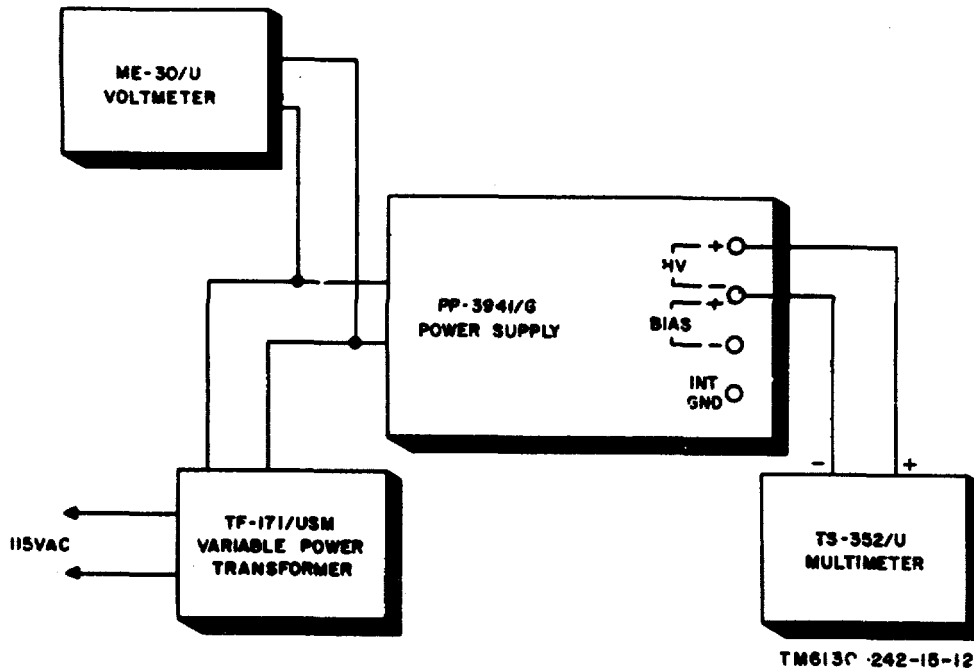 ME-30/U
VOLTMETER
+
HV
−
PP-3941/G
POWER SUPPLY
+
BIAS
−
INT
GND
− +
115VAC
TF-171/USM
VARIABLE POWER
TRANSFORMER
TS-352/U
MULTIMETER
242-15-12